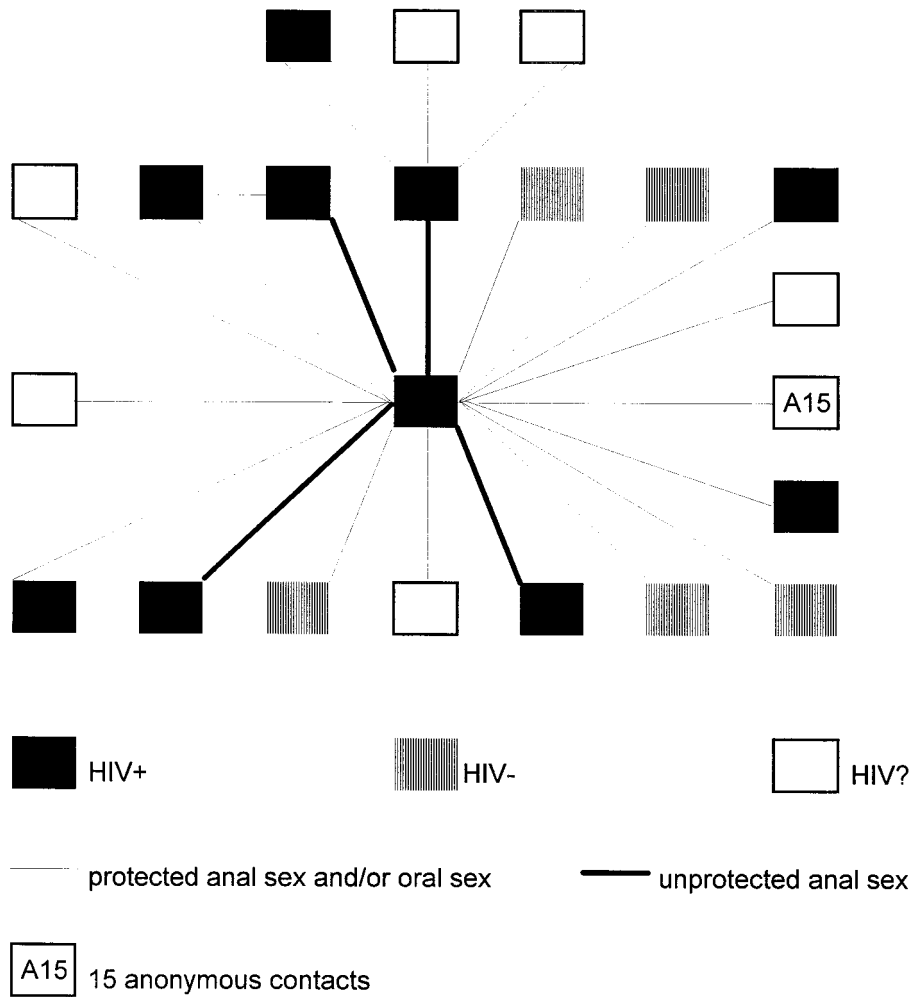 A15
HIV+ HIV- HIV?
protected anal sex and/or oral sex unprotected anal sex
A15 15 anonymous contacts